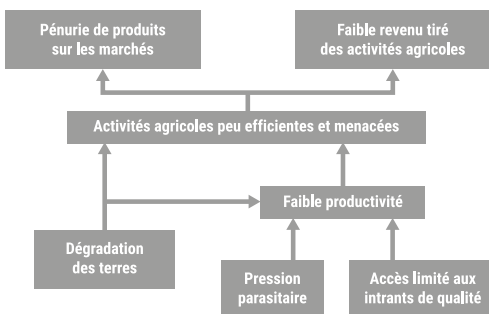 Pénurie de produits
sur les marchés
Faible revenu tiré
des activités agricoles
Activités agricoles peu efficientes et menacées
Faible productivité
Dégradation
des terres
Pression
parasitaire
Accès limité aux
intrants de qualité